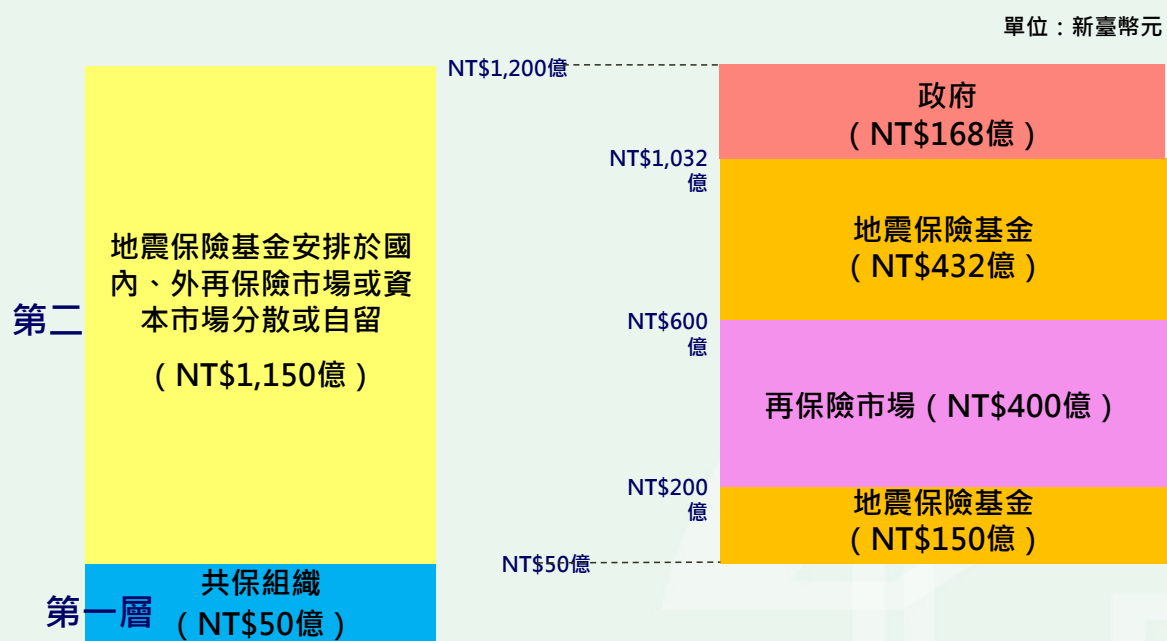 單位：新臺幣元
NT$1,200億
政府
（NT$168億）
NT$1,032
億
地震保險基金安排於國
內、外再保險市場或資
本市場分散或自留
（NT$1,150億）
地震保險基金
（NT$432億）
第二
NT$600
億
再保險市場（NT$400億）
NT$200
億
地震保險基金
（NT$150億）
NT$50億
共保組織
（NT$50億）
第一層